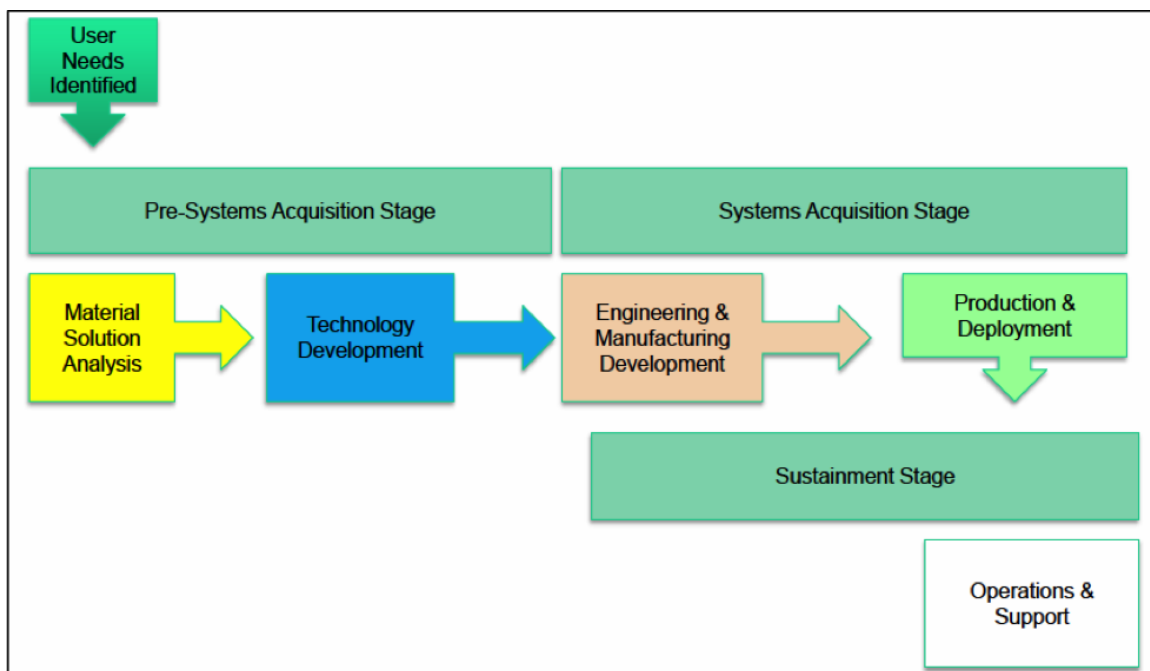 User
Needs
Identified
Pre-Systems Acquisition Stage
Systems Acquisition Stage
Material
Solution
Analysis
Technology
Development
Engineering &
Manufacturing
Development
Production &
Deployment
Sustainment Stage
Operations &
Support